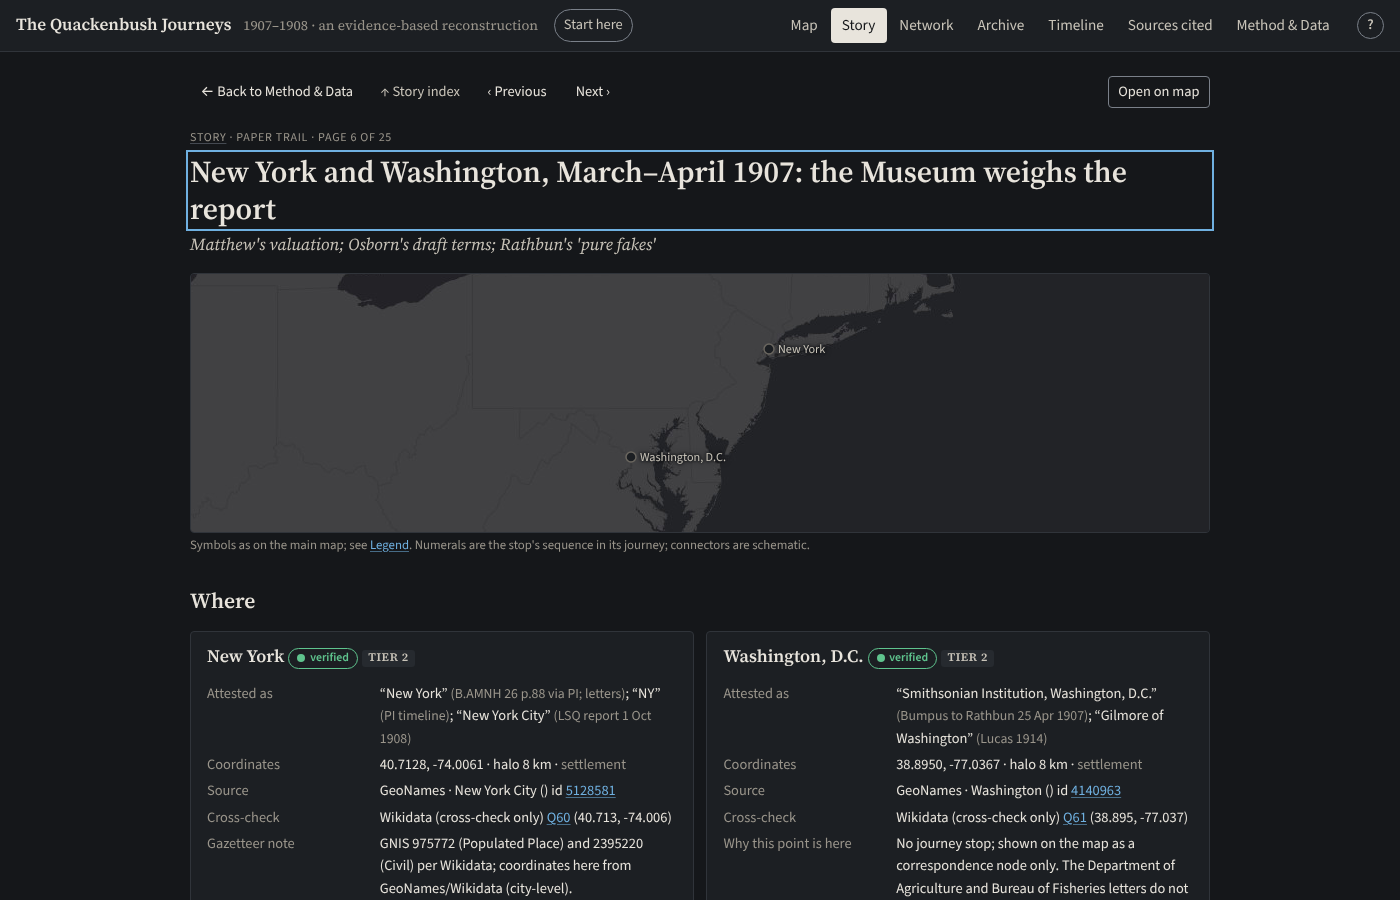 The Quackenbush Journeys 1907–1908 · an evidence-based reconstruction Start here Map Story Network Archive Timeline Sources cited Method & Data ?
← Back to Method & Data ↑ Story index ‹ Previous Next › Open on map
STORY · PAPER TRAIL · PAGE 6 OF 25
New York and Washington, March–April 1907: the Museum weighs the
report
Matthew's valuation; Osborn's draft terms; Rathbun's 'pure fakes'
New York
Washington, D.C.
Symbols as on the main map; see Legend. Numerals are the stop's sequence in its journey; connectors are schematic.
Where
New York verified TIER 2
Attested as “New York” (B.AMNH 26 p.88 via PI; letters); “NY”
(PI timeline); “New York City” (LSQ report 1 Oct
1908)
Coordinates 40.7128, -74.0061 · halo 8 km · settlement
Source GeoNames · New York City () id 5128581
Cross-check Wikidata (cross-check only) Q60 (40.713, -74.006)
Gazetteer note GNIS 975772 (Populated Place) and 2395220
(Civil) per Wikidata; coordinates here from
GeoNames/Wikidata (city-level).
Washington, D.C. verified TIER 2
Attested as “Smithsonian Institution, Washington, D.C.”
(Bumpus to Rathbun 25 Apr 1907); “Gilmore of
Washington” (Lucas 1914)
Coordinates 38.8950, -77.0367 · halo 8 km · settlement
Source GeoNames · Washington () id 4140963
Cross-check Wikidata (cross-check only) Q61 (38.895, -77.037)
Why this point is here No journey stop; shown on the map as a
correspondence node only. The Department of
Agriculture and Bureau of Fisheries letters do not